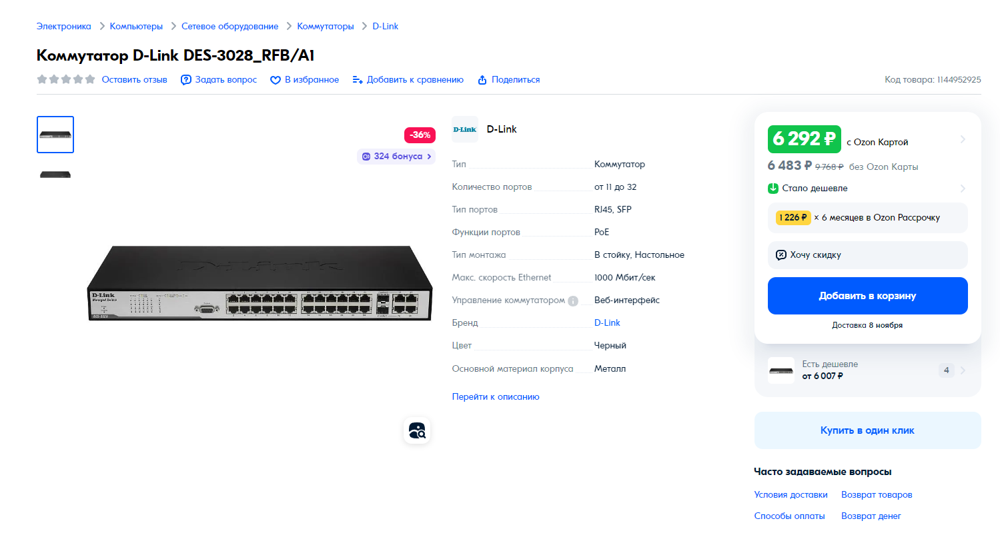 Электроника > Компьютеры > Сетевое оборудование > Коммутаторы > D-Link
Коммутатор D-Link DES-3028_RFB/A1
Оставить отзыв Задать вопрос В избранное Добавить к сравнению Поделиться Код товара: 1144952925
-36%
324 бонуса
D-Link
Managed Switch
DES-3028
D-Link D-Link
Тип Коммутатор
Количество портов от 11 до 32
Тип портов RJ45, SFP
Функции портов PoE
Тип монтажа В стойку, Настольное
Макс. скорость Ethernet 1000 Мбит/сек
Управление коммутатором Веб-интерфейс
Бренд D-Link
Цвет Черный
Основной материал корпуса Металл
Перейти к описанию
6 292 ₽ с Ozon Картой
6 483 ₽ 9 768 ₽ без Ozon Карты
Стало дешевле
1 226 ₽ × 6 месяцев в Ozon Рассрочку
Хочу скидку
Добавить в корзину
Доставка 8 ноября
Есть дешевле
от 6 007 ₽
4
Купить в один клик
Часто задаваемые вопросы
Условия доставки Возврат товаров
Способы оплаты Возврат денег